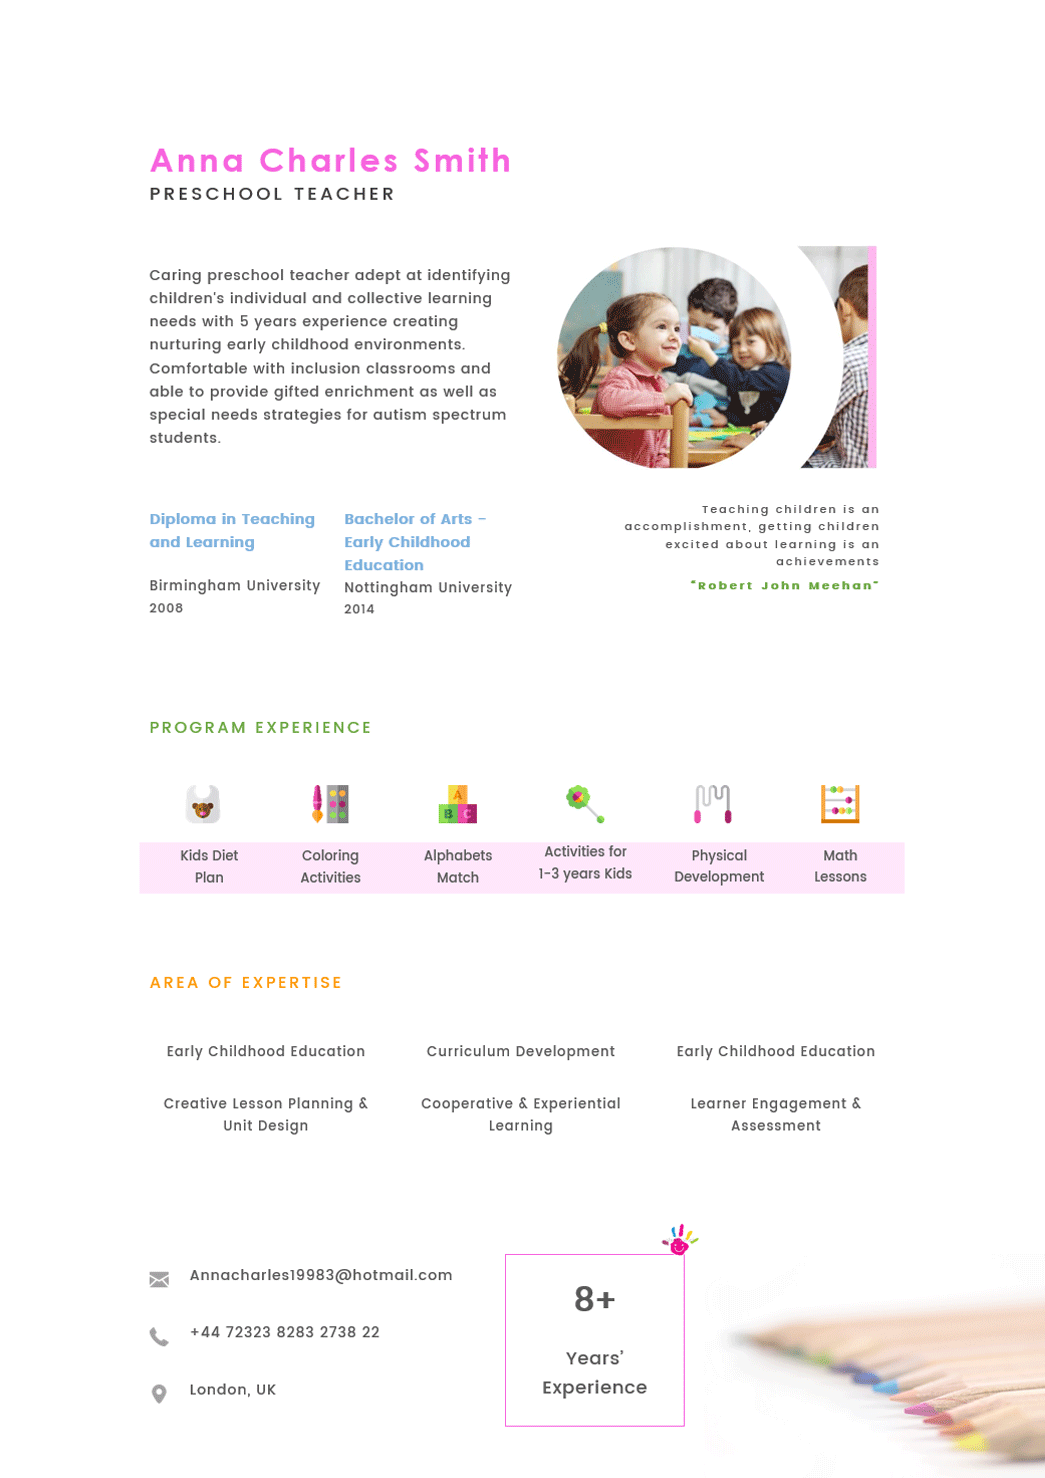 Anna Charles Smith
PRESCHOOL TEACHER
Caring preschool teacher adept at identifying
children's individual and collective learning
needs with 5 years experience creating
nurturing early childhood environments.
Comfortable with inclusion classrooms and
able to provide gifted enrichment as well as
special needs strategies for autism spectrum
students.
Diploma in Teaching
and Learning
Birmingham University
2008
Bachelor of Arts –
Early Childhood
Education
Nottingham University
2014
Teaching children is an
accomplishment, getting children
excited about learning is an
achievements
"Robert John Meehan"
PROGRAM EXPERIENCE
A
B C
Kids Diet
Plan
Coloring
Activities
Alphabets
Match
Activities for
1-3 years Kids
Physical
Development
Math
Lessons
AREA OF EXPERTISE
Early Childhood Education
Curriculum Development
Early Childhood Education
Creative Lesson Planning &
Unit Design
Cooperative & Experiential
Learning
Learner Engagement &
Assessment
Annacharles19983@hotmail.com
+44 72323 8283 2738 22
London, UK
8+
Years'
Experience